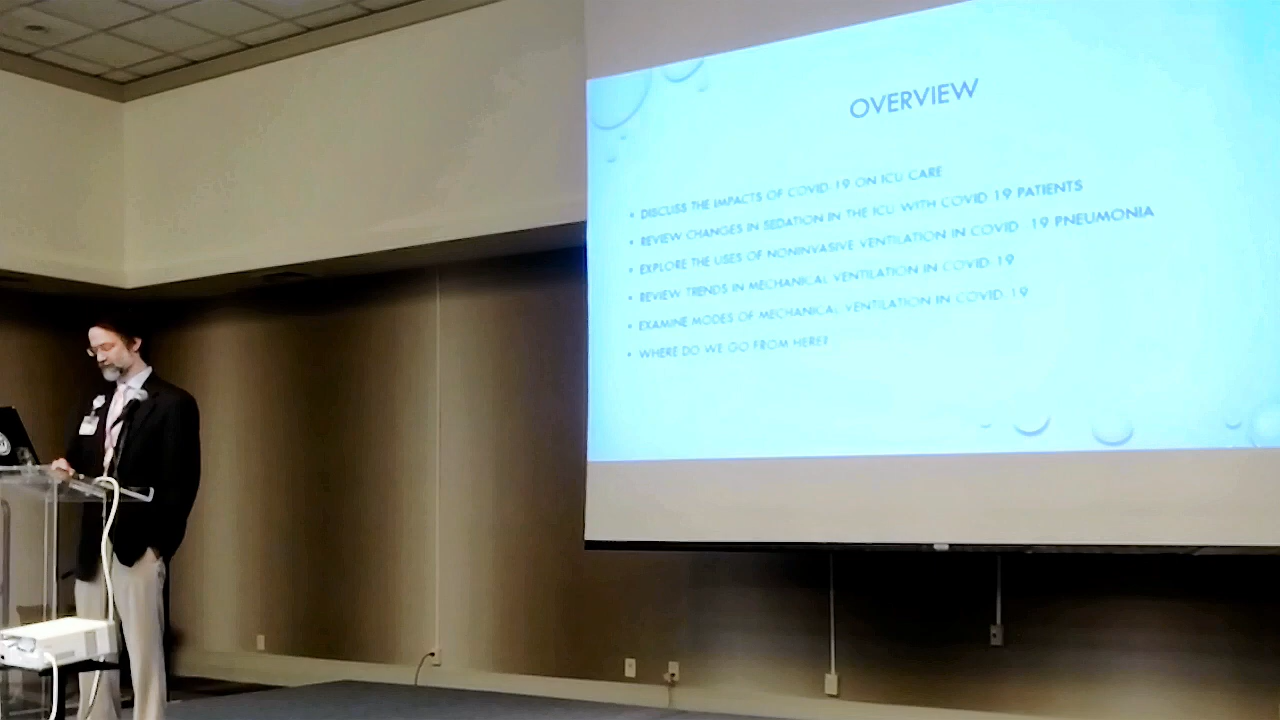 OVERVIEW
• DISCUSS THE IMPACTS OF COVID 19 ON ICU CARE
• REVIEW CHANGES IN SEDATION IN THE ICU WITH COVID 19 PATIENTS
• EXPLORE THE USES OF NONINVASIVE VENTILATION IN COVID 19 PNEUMONIA
• REVIEW TRENDS IN MECHANICAL VENTILATION IN COVID-19
• EXAMINE MODES OF MECHANICAL VENTILATION IN COVID 19
• WHERE DO WE GO FROM HERE?